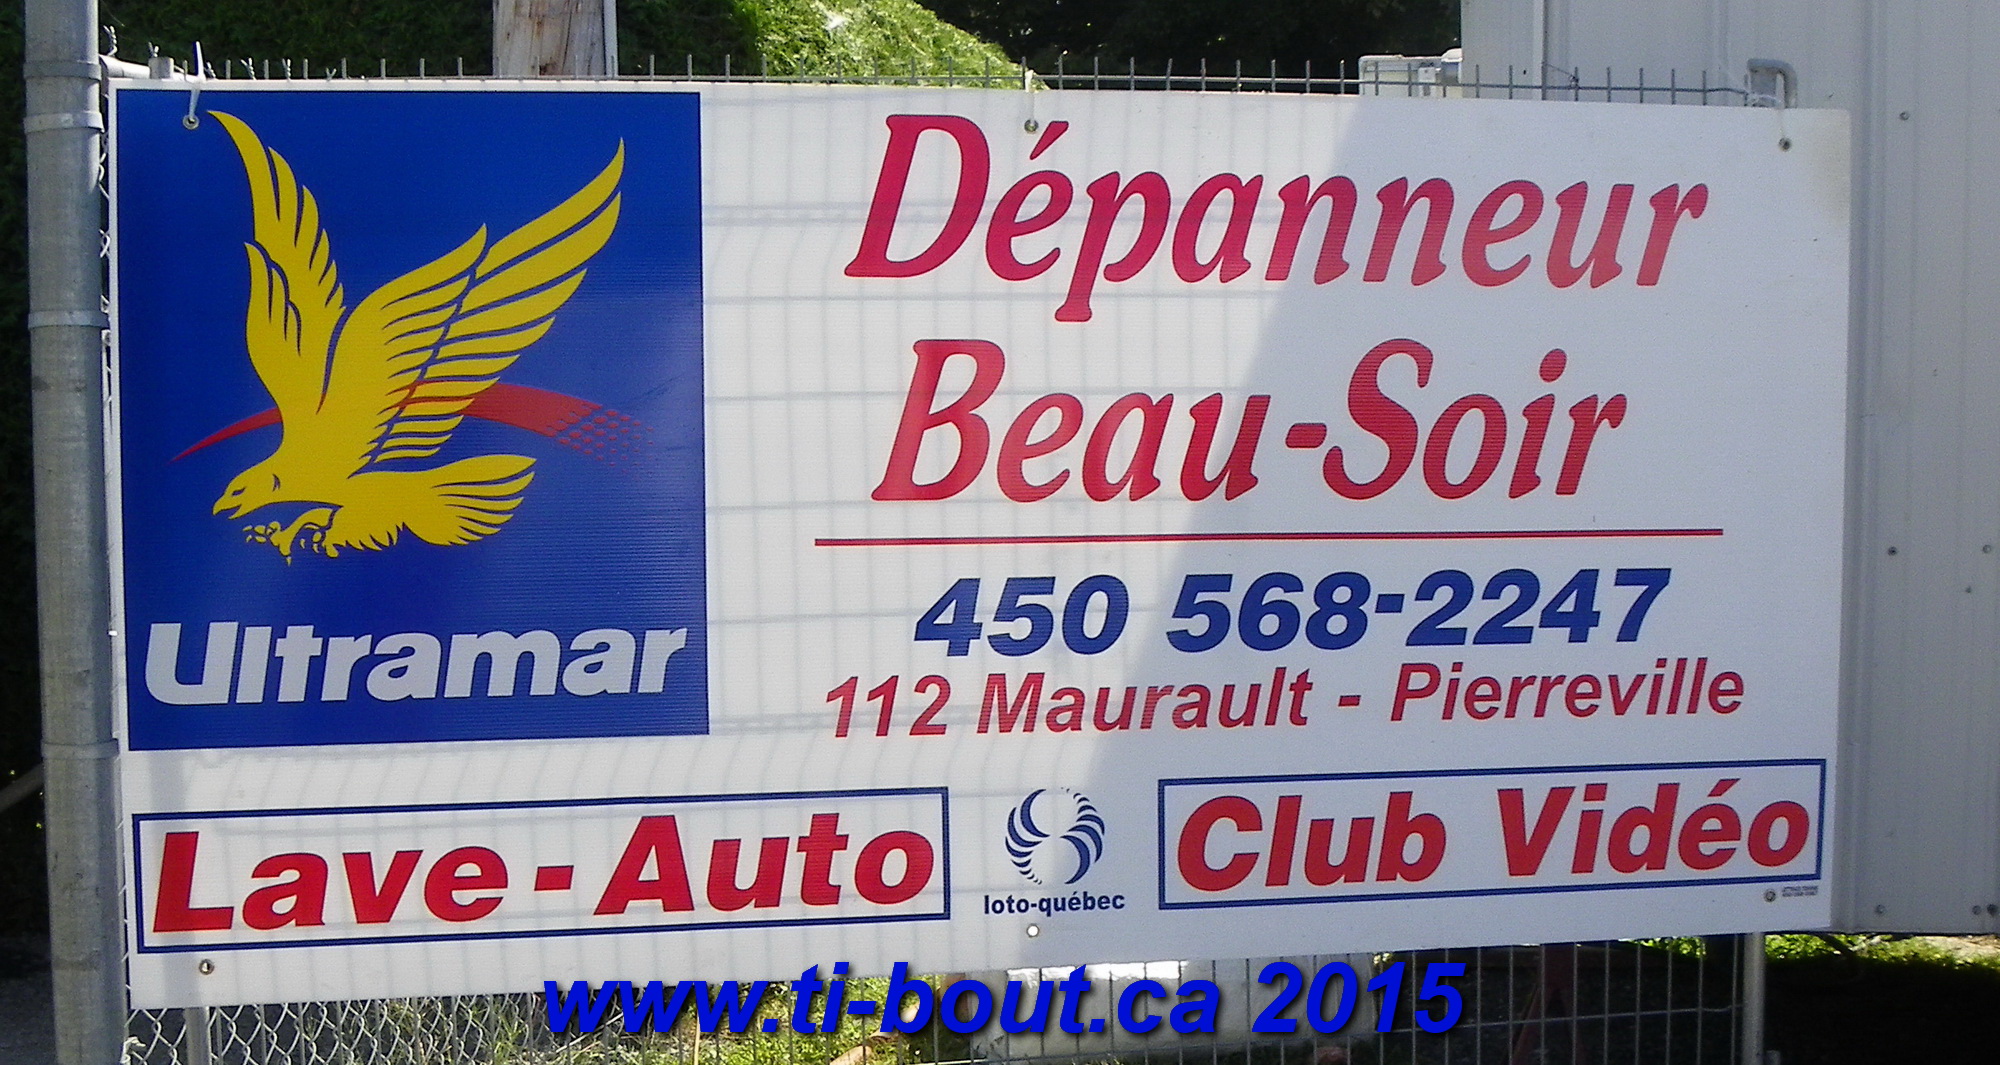 Dépanneur
Beau-Soir
450 568-2247
112 Maurault - Pierreville
Ultramar
Lave-Auto
loto-québec
Club Vidéo
www.ti-bout.ca 2015